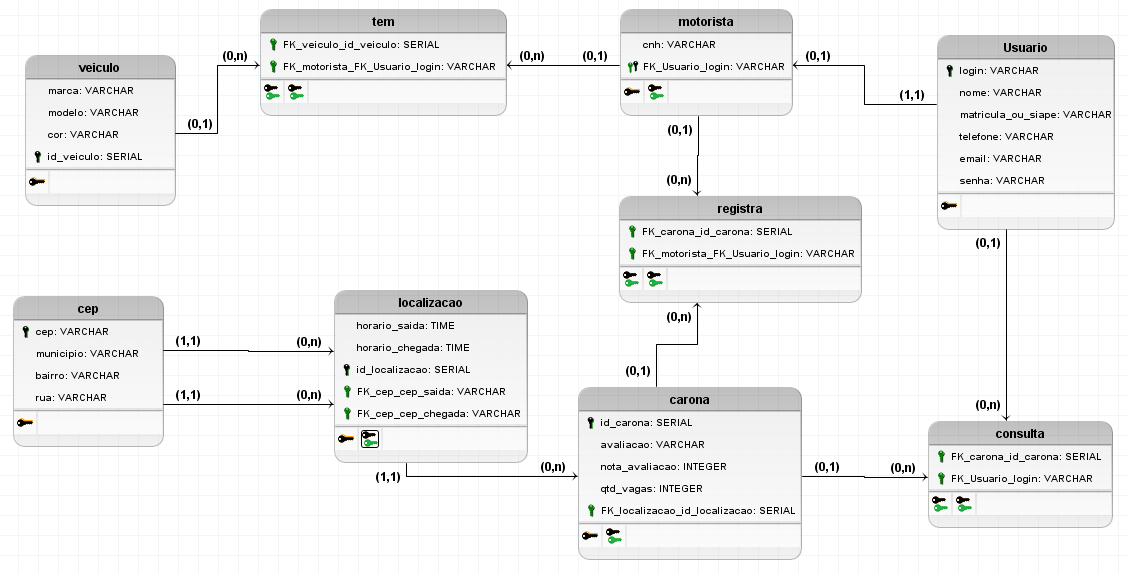 tem
FK_veiculo_id_veiculo: SERIAL
FK_motorista_FK_Usuario_login: VARCHAR
motorista
cnh: VARCHAR
FK_Usuario_login: VARCHAR
Usuario
login: VARCHAR
nome: VARCHAR
matricula_ou_siape: VARCHAR
telefone: VARCHAR
email: VARCHAR
senha: VARCHAR
veiculo
marca: VARCHAR
modelo: VARCHAR
cor: VARCHAR
id_veiculo: SERIAL
(0,n)
(0,1)
(0,n)
(0,1)
(0,1)
(1,1)
(0,1)
(0,n)
registra
FK_carona_id_carona: SERIAL
FK_motorista_FK_Usuario_login: VARCHAR
(0,n)
(0,1)
(0,1)
(0,n)
cep
cep: VARCHAR
municipio: VARCHAR
bairro: VARCHAR
rua: VARCHAR
(1,1)
(0,n)
(1,1)
(0,n)
localizacao
horario_saida: TIME
horario_chegada: TIME
id_localizacao: SERIAL
FK_cep_cep_saida: VARCHAR
FK_cep_cep_chegada: VARCHAR
(1,1)
(0,n)
carona
id_carona: SERIAL
avaliacao: VARCHAR
nota_avaliacao: INTEGER
qtd_vagas: INTEGER
FK_localizacao_id_localizacao: SERIAL
(0,1)
(0,n)
consulta
FK_carona_id_carona: SERIAL
FK_Usuario_login: VARCHAR